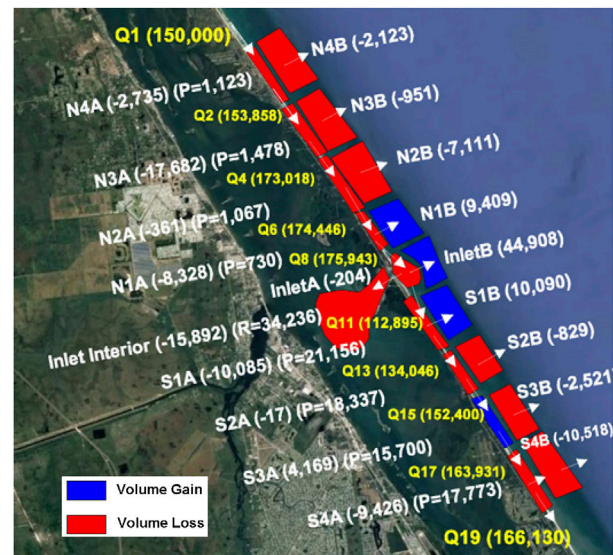 Q1 (150,000)
N4B (-2,123)
N4A (-2,735) (P=1,123)
N3B (-951)
Q2 (153,858)
N3A (-17,682) (P=1,478)
N2B (-7,111)
Q4 (173,018)
N2A (-361) (P=1,067)
N1B (9,409)
Q6 (174,446)
N1A (-8,328) (P=730)
Q8 (175,943)
InletB (44,908)
InletA (-204)
S1B (10,090)
Inlet Interior (-15,892) (R=34,236)
Q11 (112,895)
S2B (-829)
S1A (-10,085) (P=21,156)
Q13 (134,046)
S3B (-2,521)
S2A (-17) (P=18,337)
Q15 (152,400)
S4B (-10,518)
S3A (4,169) (P=15,700)
Q17 (163,931)
S4A (-9,426) (P=17,773)
Q19 (166,130)
Volume Gain
Volume Loss